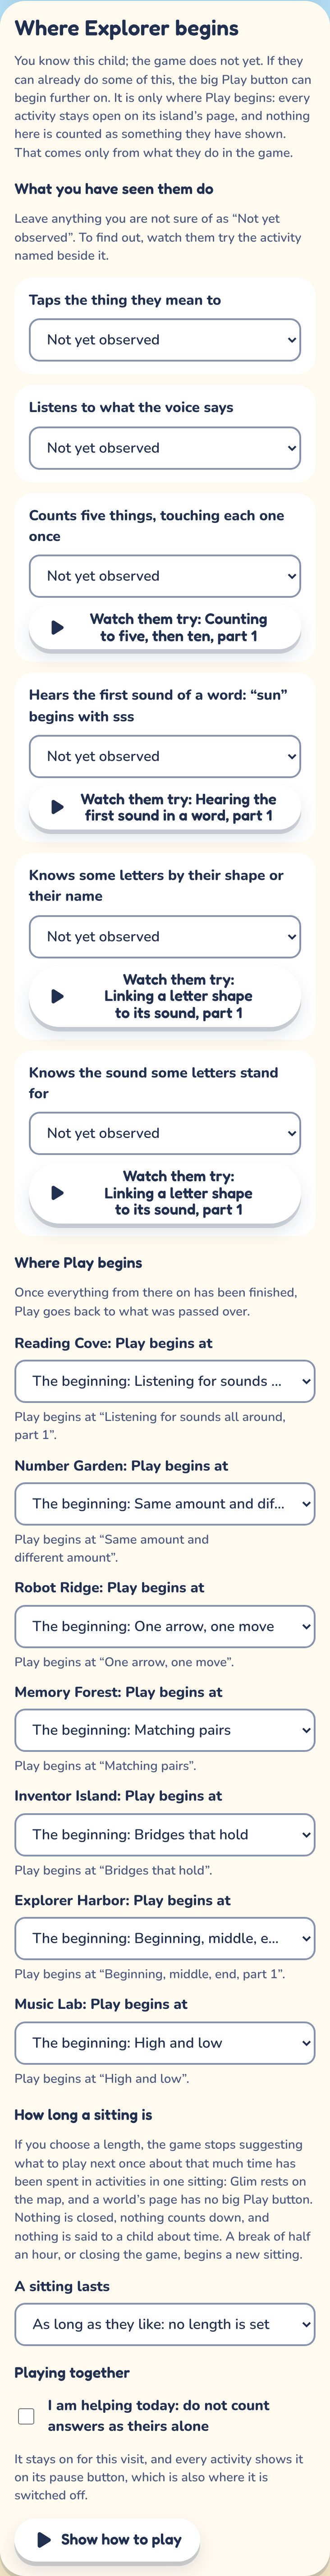 Where Explorer begins
You know this child; the game does not yet. If they
can already do some of this, the big Play button can
begin further on. It is only where Play begins: every
activity stays open on its island’s page, and nothing
here is counted as something they have shown.
That comes only from what they do in the game.
What you have seen them do
Leave anything you are not sure of as “Not yet
observed”. To find out, watch them try the activity
named beside it.
Taps the thing they mean to
Not yet observed
Listens to what the voice says
Not yet observed
Counts five things, touching each one
once
Not yet observed
Watch them try: Counting
to five, then ten, part 1
Hears the first sound of a word: “sun”
begins with sss
Not yet observed
Watch them try: Hearing the
first sound in a word, part 1
Knows some letters by their shape or
their name
Not yet observed
Watch them try:
Linking a letter shape
to its sound, part 1
Knows the sound some letters stand
for
Not yet observed
Watch them try:
Linking a letter shape
to its sound, part 1
Where Play begins
Once everything from there on has been finished,
Play goes back to what was passed over.
Reading Cove: Play begins at
The beginning: Listening for sounds ...
Play begins at “Listening for sounds all around,
part 1”.
Number Garden: Play begins at
The beginning: Same amount and dif...
Play begins at “Same amount and
different amount”.
Robot Ridge: Play begins at
The beginning: One arrow, one move
Play begins at “One arrow, one move”.
Memory Forest: Play begins at
The beginning: Matching pairs
Play begins at “Matching pairs”.
Inventor Island: Play begins at
The beginning: Bridges that hold
Play begins at “Bridges that hold”.
Explorer Harbor: Play begins at
The beginning: Beginning, middle, e...
Play begins at “Beginning, middle, end, part 1”.
Music Lab: Play begins at
The beginning: High and low
Play begins at “High and low”.
How long a sitting is
If you choose a length, the game stops suggesting
what to play next once about that much time has
been spent in activities in one sitting: Glim rests on
the map, and a world’s page has no big Play button.
Nothing is closed, nothing counts down, and
nothing is said to a child about time. A break of half
an hour, or closing the game, begins a new sitting.
A sitting lasts
As long as they like: no length is set
Playing together
I am helping today: do not count
answers as theirs alone
It stays on for this visit, and every activity shows it
on its pause button, which is also where it is
switched off.
Show how to play